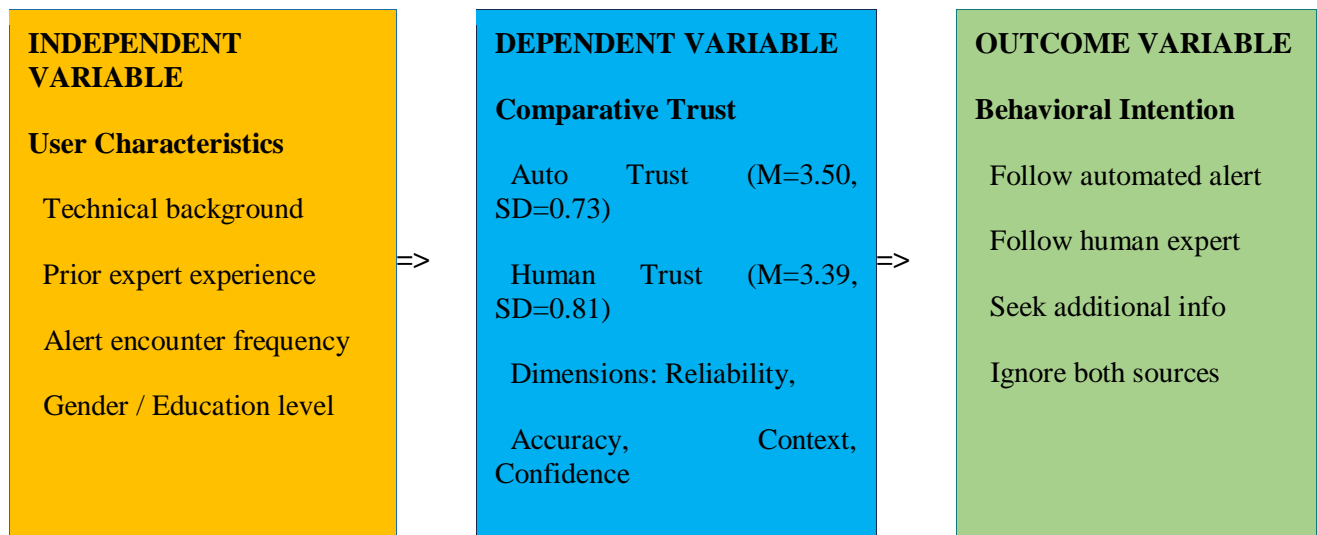 INDEPENDENT
VARIABLE
User Characteristics
Technical background
Prior expert experience
Alert encounter frequency
Gender / Education level
=>
DEPENDENT VARIABLE
Comparative Trust
Auto Trust (M=3.50,
SD=0.73)
Human Trust (M=3.39,
SD=0.81)
Dimensions: Reliability,
Accuracy, Context,
Confidence
=>
OUTCOME VARIABLE
Behavioral Intention
Follow automated alert
Follow human expert
Seek additional info
Ignore both sources